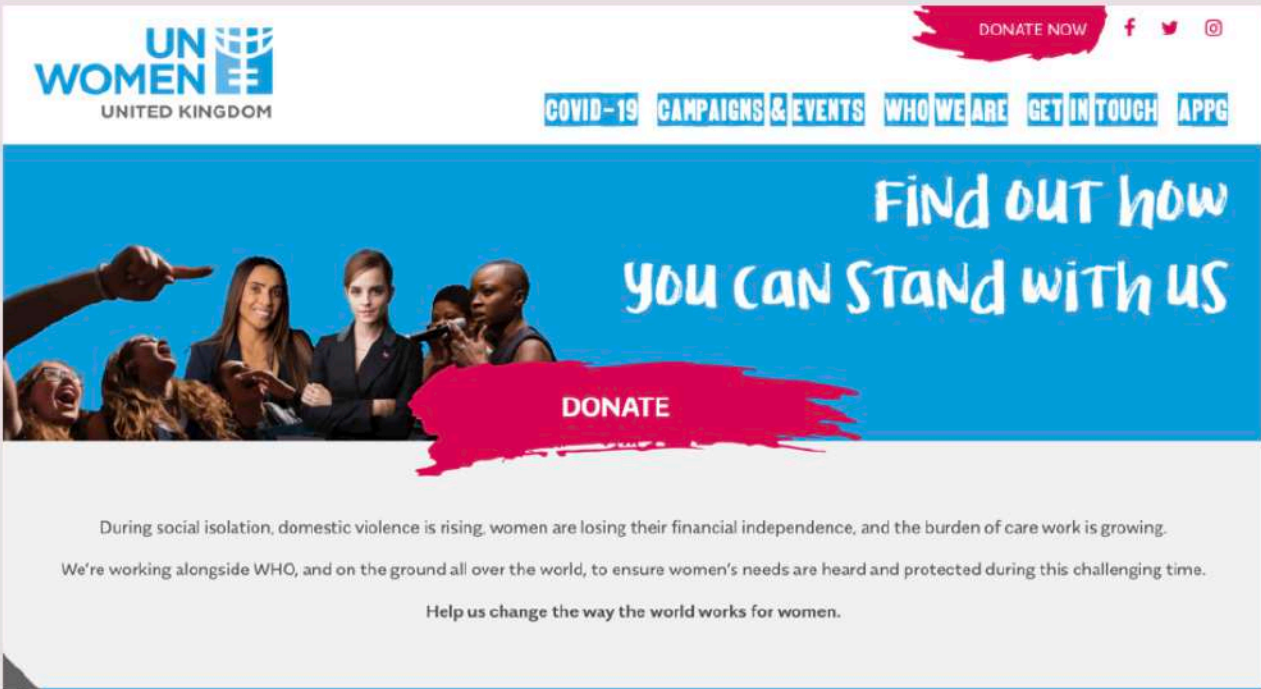 UN
WOMEN
UNITED KINGDOM
DONATE NOW
COVID-19 CAMPAIGNS & EVENTS WHO WE ARE GET IN TOUCH APPG
FiNd OUT how
YOU CAN STaNd wiTh US
DONATE
During social isolation, domestic violence is rising, women are losing their financial independence, and the burden of care work is growing.
We're working alongside WHO, and on the ground all over the world, to ensure women's needs are heard and protected during this challenging time.
Help us change the way the world works for women.